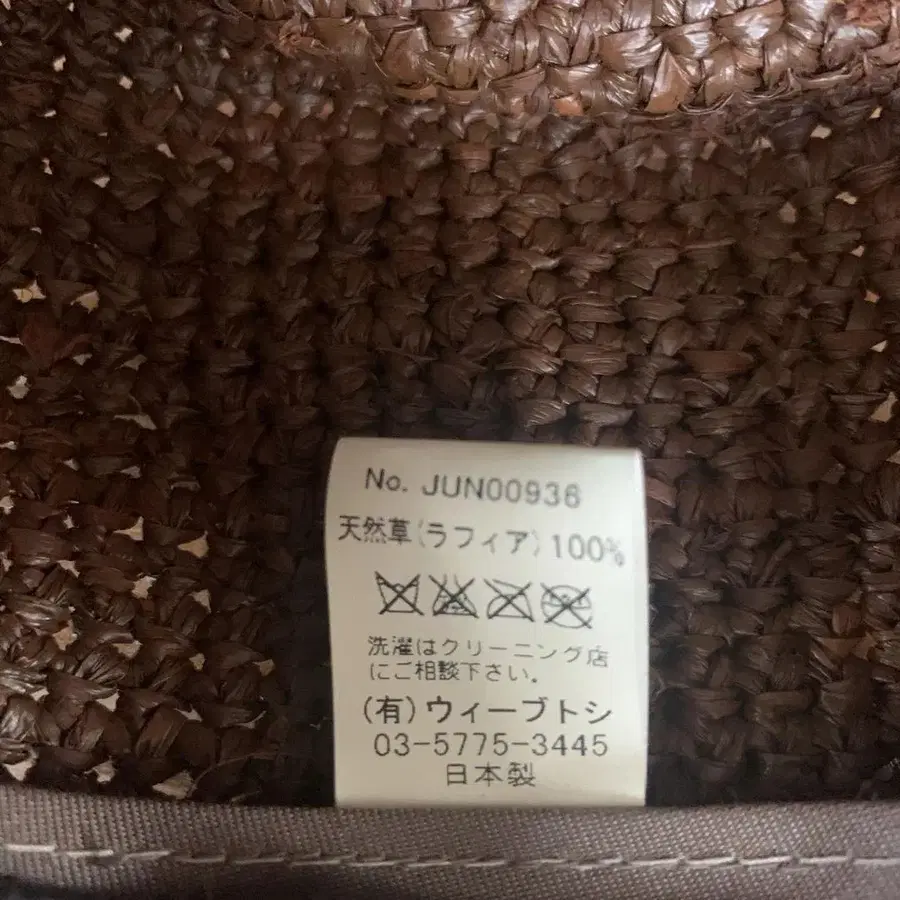 No. JUN00936
天然草(ラフィア)100%
洗濯はクリーニング店
にご相談下さい。
(有)ウィーブトシ
03-5775-3445
日本製